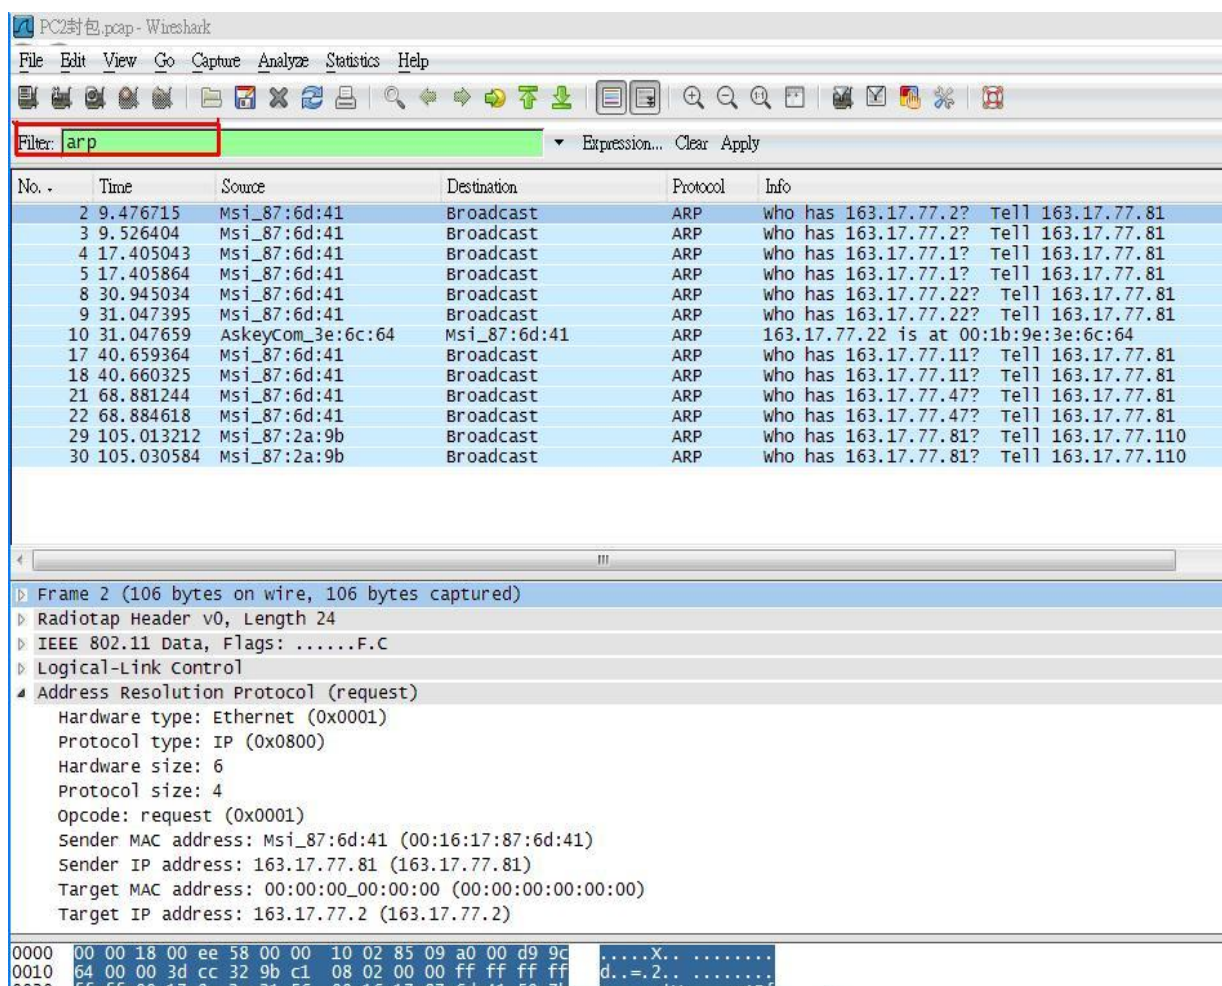 PC2封包.pcap - Wireshark
File Edit View Go Capture Analyze Statistics Help
Filter: arp Expression... Clear Apply
No. . Time Source Destination Protocol Info
2 9.476715 Msi_87:6d:41 Broadcast ARP Who has 163.17.77.2? Tell 163.17.77.81
3 9.526404 Msi_87:6d:41 Broadcast ARP Who has 163.17.77.2? Tell 163.17.77.81
4 17.405043 Msi_87:6d:41 Broadcast ARP Who has 163.17.77.1? Tell 163.17.77.81
5 17.405864 Msi_87:6d:41 Broadcast ARP Who has 163.17.77.1? Tell 163.17.77.81
8 30.945034 Msi_87:6d:41 Broadcast ARP Who has 163.17.77.22? Tell 163.17.77.81
9 31.047395 Msi_87:6d:41 Broadcast ARP Who has 163.17.77.22? Tell 163.17.77.81
10 31.047659 AskeyCom_3e:6c:64 Msi_87:6d:41 ARP 163.17.77.22 is at 00:1b:9e:3e:6c:64
17 40.659364 Msi_87:6d:41 Broadcast ARP Who has 163.17.77.11? Tell 163.17.77.81
18 40.660325 Msi_87:6d:41 Broadcast ARP Who has 163.17.77.11? Tell 163.17.77.81
21 68.881244 Msi_87:6d:41 Broadcast ARP Who has 163.17.77.47? Tell 163.17.77.81
22 68.884618 Msi_87:6d:41 Broadcast ARP Who has 163.17.77.47? Tell 163.17.77.81
29 105.013212 Msi_87:2a:9b Broadcast ARP Who has 163.17.77.81? Tell 163.17.77.110
30 105.030584 Msi_87:2a:9b Broadcast ARP Who has 163.17.77.81? Tell 163.17.77.110
Frame 2 (106 bytes on wire, 106 bytes captured)
Radiotap Header v0, Length 24
IEEE 802.11 Data, Flags: ......F.C
Logical-Link Control
Address Resolution Protocol (request)
Hardware type: Ethernet (0x0001)
Protocol type: IP (0x0800)
Hardware size: 6
Protocol size: 4
Opcode: request (0x0001)
Sender MAC address: Msi_87:6d:41 (00:16:17:87:6d:41)
Sender IP address: 163.17.77.81 (163.17.77.81)
Target MAC address: 00:00:00_00:00:00 (00:00:00:00:00:00)
Target IP address: 163.17.77.2 (163.17.77.2)
0000 00 00 18 00 ee 58 00 00 10 02 85 09 a0 00 d9 9c .....X.. ........
0010 64 00 00 3d cc 32 9b c1 08 02 00 00 ff ff ff ff d..=.2.. ........